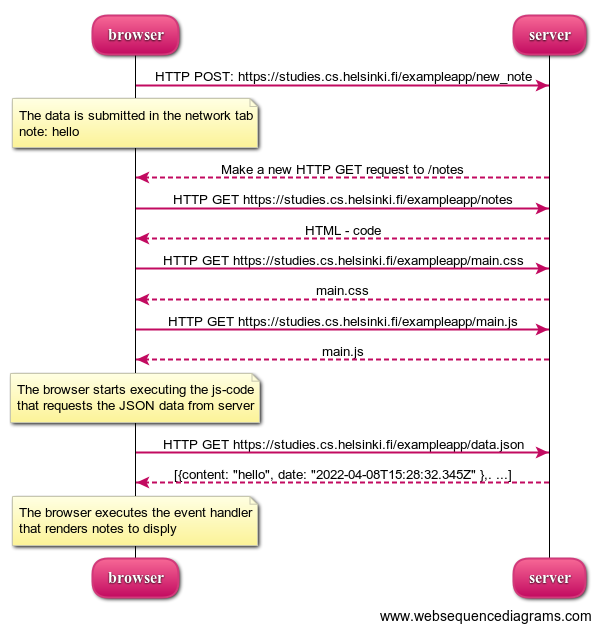 browser
server
HTTP POST: https://studies.cs.helsinki.fi/exampleapp/new_note
The data is submitted in the network tab
note: hello
Make a new HTTP GET request to /notes
HTTP GET https://studies.cs.helsinki.fi/exampleapp/notes
HTML - code
HTTP GET https://studies.cs.helsinki.fi/exampleapp/main.css
main.css
HTTP GET https://studies.cs.helsinki.fi/exampleapp/main.js
main.js
The browser starts executing the js-code
that requests the JSON data from server
HTTP GET https://studies.cs.helsinki.fi/exampleapp/data.json
[{content: "hello", date: "2022-04-08T15:28:32.345Z" },. ...]
The browser executes the event handler
that renders notes to disply
browser
server
www.websequencediagrams.com